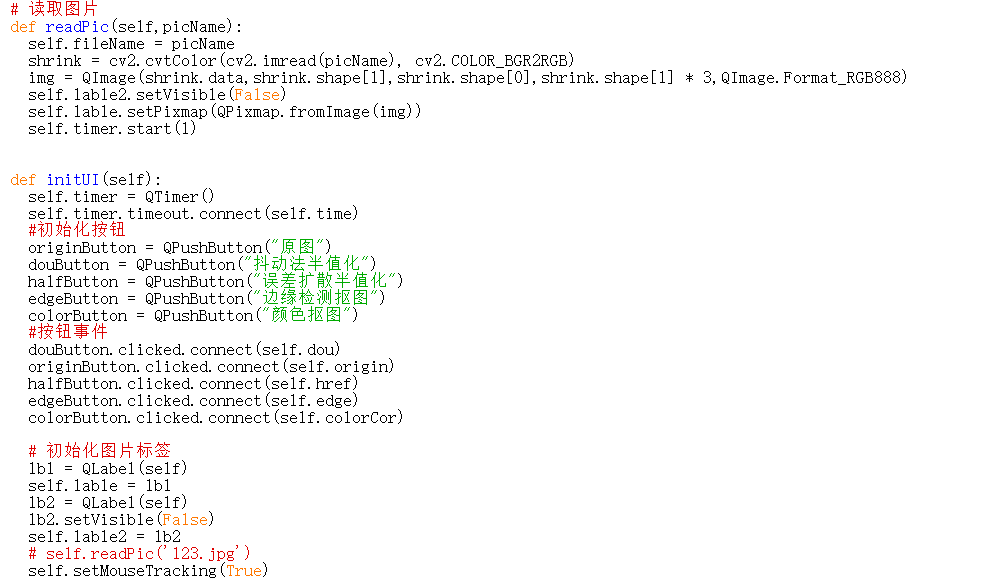 # 读取图片
def readPic(self,picName):
  self.fileName = picName
  shrink = cv2.cvtColor(cv2.imread(picName), cv2.COLOR_BGR2RGB)
  img = QImage(shrink.data,shrink.shape[1],shrink.shape[0],shrink.shape[1] * 3,QImage.Format_RGB888)
  self.lable2.setVisible(False)
  self.lable.setPixmap(QPixmap.fromImage(img))
  self.timer.start(1)
def initUI(self):
  self.timer = QTimer()
  self.timer.timeout.connect(self.time)
  #初始化按钮
  originButton = QPushButton("原图")
  douButton = QPushButton("抖动法半值化")
  halfButton = QPushButton("误差扩散半值化")
  edgeButton = QPushButton("边缘检测抠图")
  colorButton = QPushButton("颜色抠图")
  #按钮事件
  douButton.clicked.connect(self.dou)
  originButton.clicked.connect(self.origin)
  halfButton.clicked.connect(self.href)
  edgeButton.clicked.connect(self.edge)
  colorButton.clicked.connect(self.colorCor)
  # 初始化图片标签
  lb1 = QLabel(self)
  self.lable = lb1
  lb2 = QLabel(self)
  lb2.setVisible(False)
  self.lable2 = lb2
  # self.readPic('123.jpg')
  self.setMouseTracking(True)